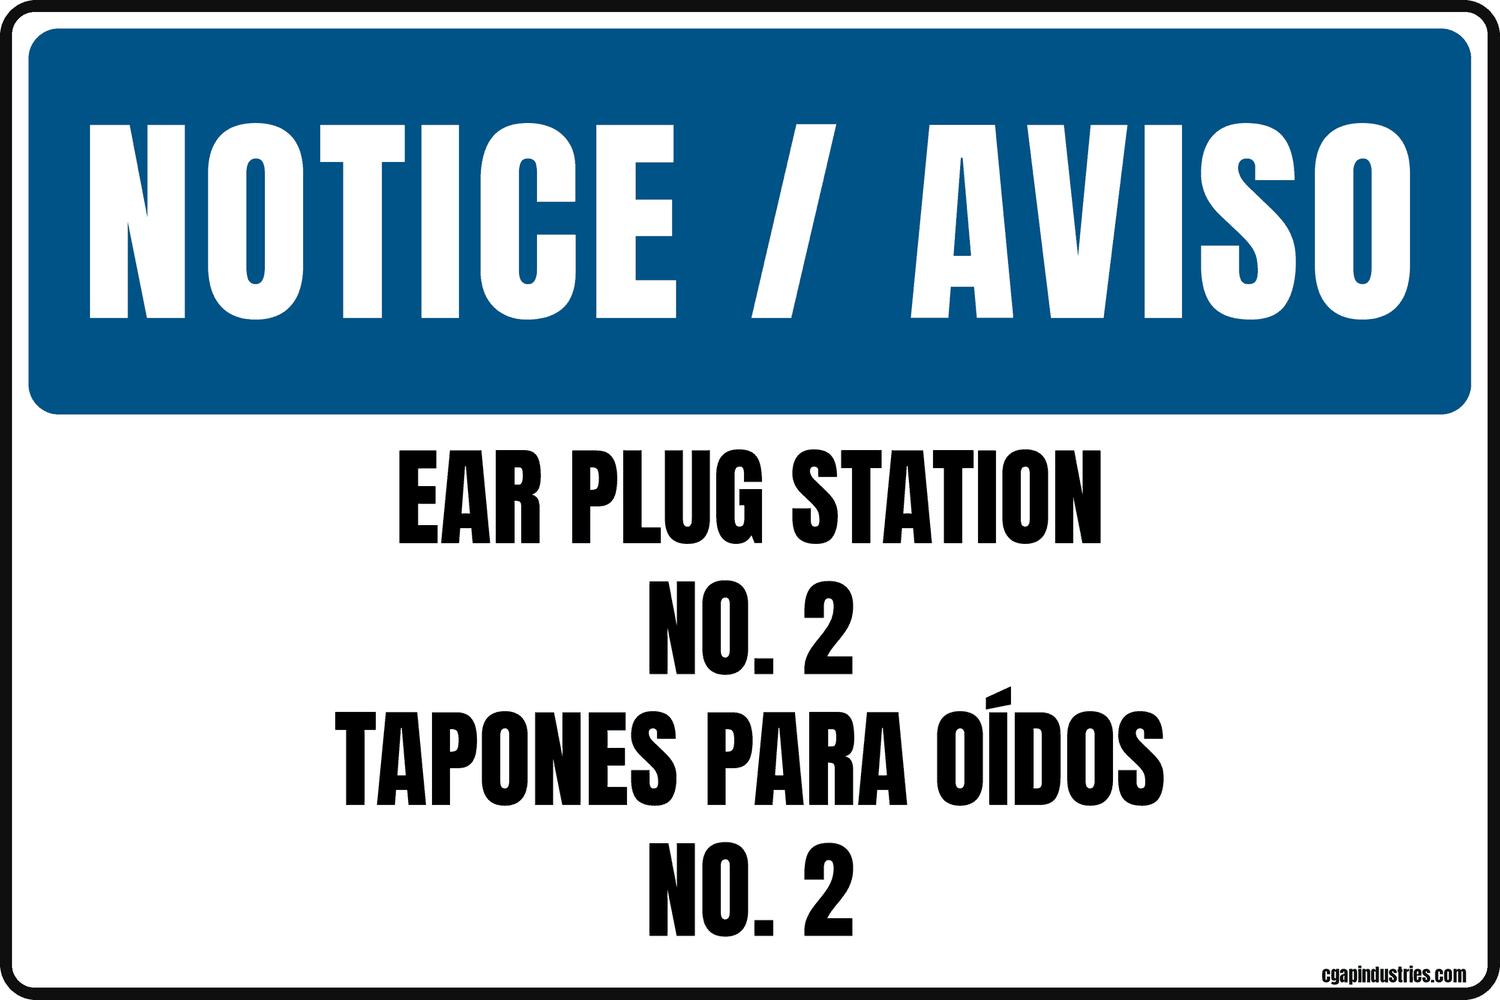 NOTICE / AVISO
EAR PLUG STATION
NO. 2
TAPONES PARA OÍDOS
NO. 2
cgapindustries.com